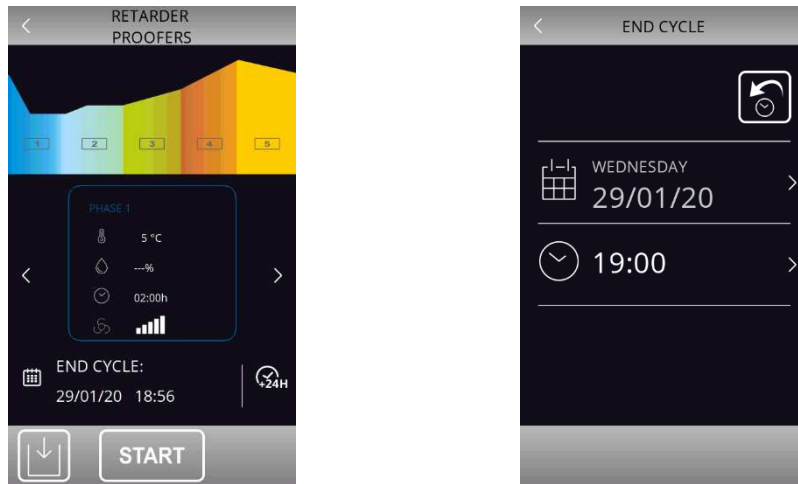 RETARDER
PROOFERS
1 2 3 4 5
PHASE 1
5 °C
---%
02:00h
END CYCLE:
29/01/20 18:56
+24H
START
END CYCLE
WEDNESDAY
29/01/20
19:00